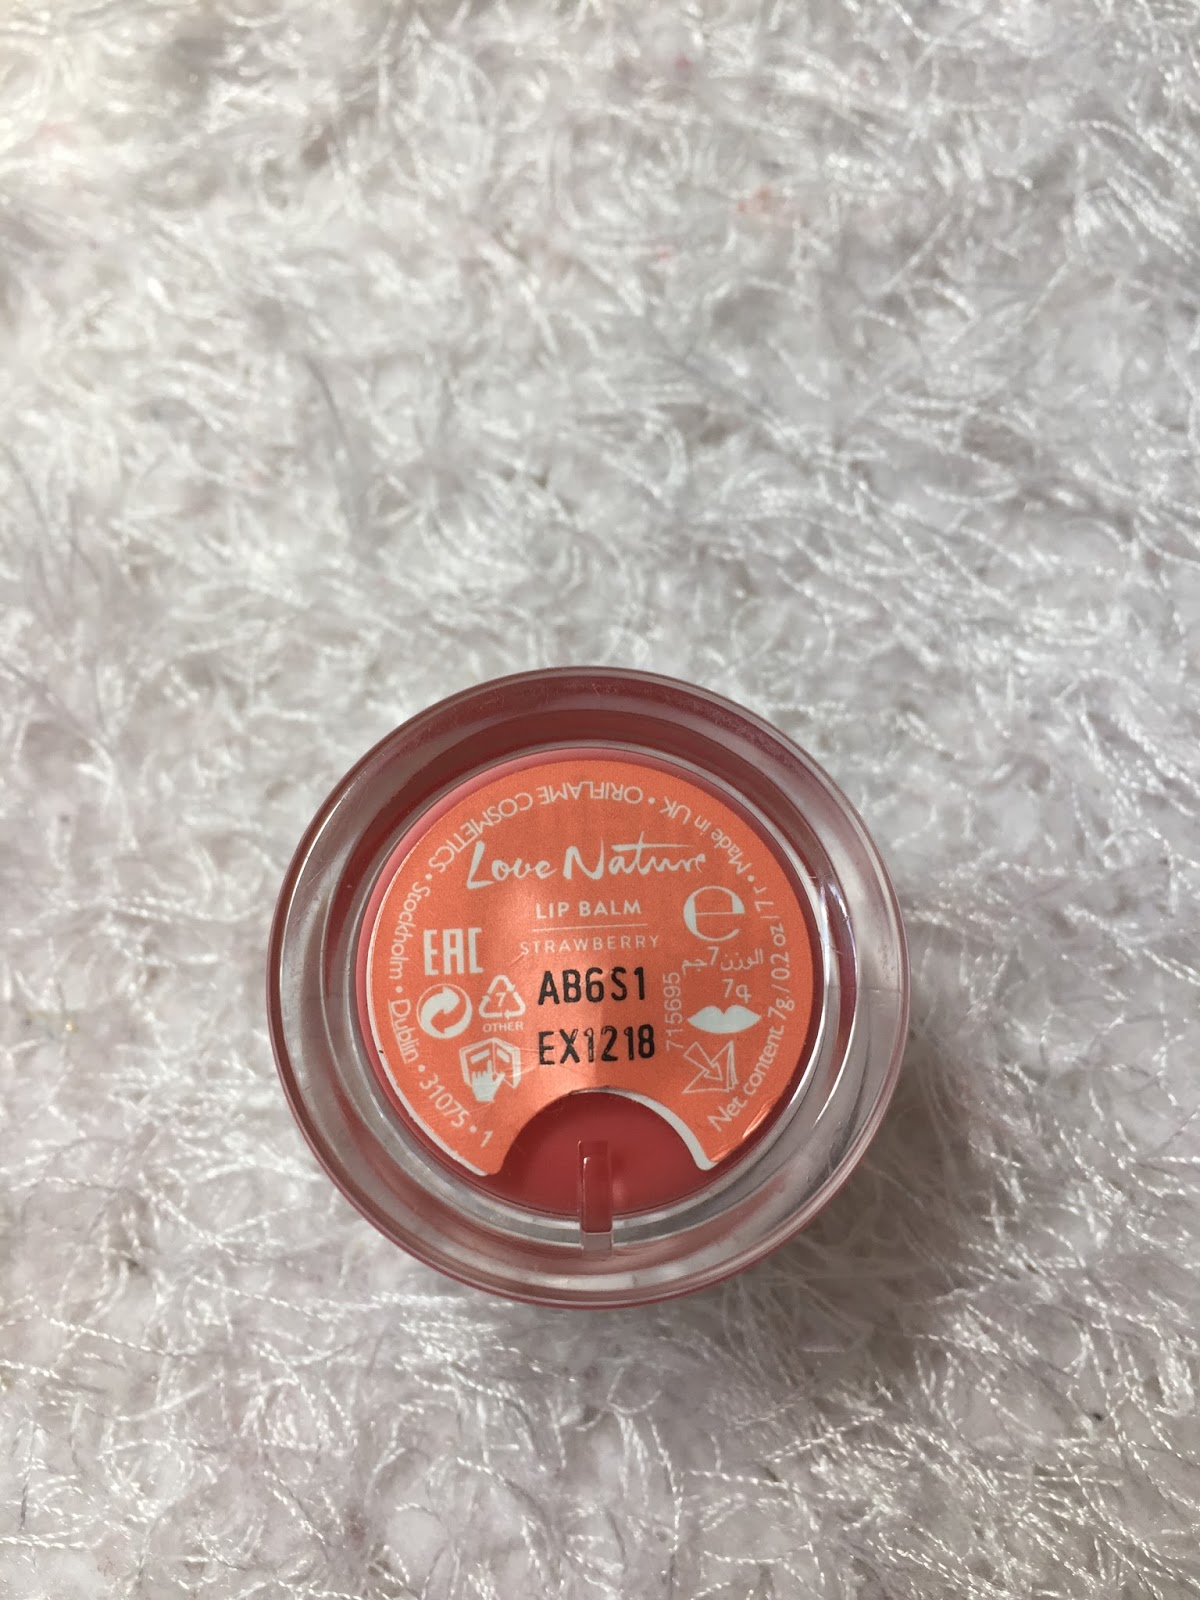 Love Nature
LIP BALM
STRAWBERRY
AB6S1
EX1218
EAC
7
OTHER
e
الوزن 7جم
715695
ORIFLAME COSMETICS • Stockholm • Dublin • 31075 • 1
Net content. 7g / 0.2 oz / 7 г • Made in UK •